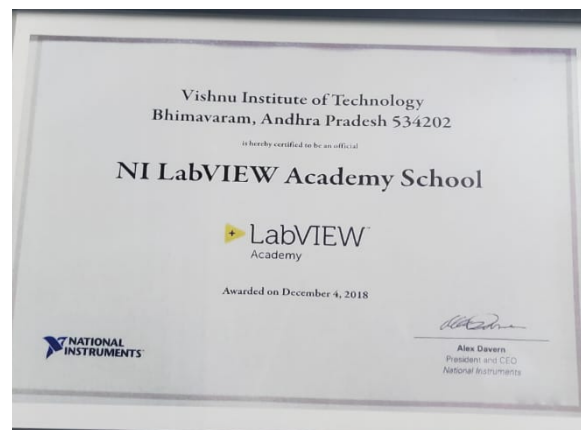 Vishnu Institute of Technology
Bhimavaram, Andhra Pradesh 534202
is hereby certified to be an official
NI LabVIEW Academy School
LabVIEW™
Academy
Awarded on December 4, 2018
NATIONAL
INSTRUMENTS
Alex Davern
President and CEO
National Instruments